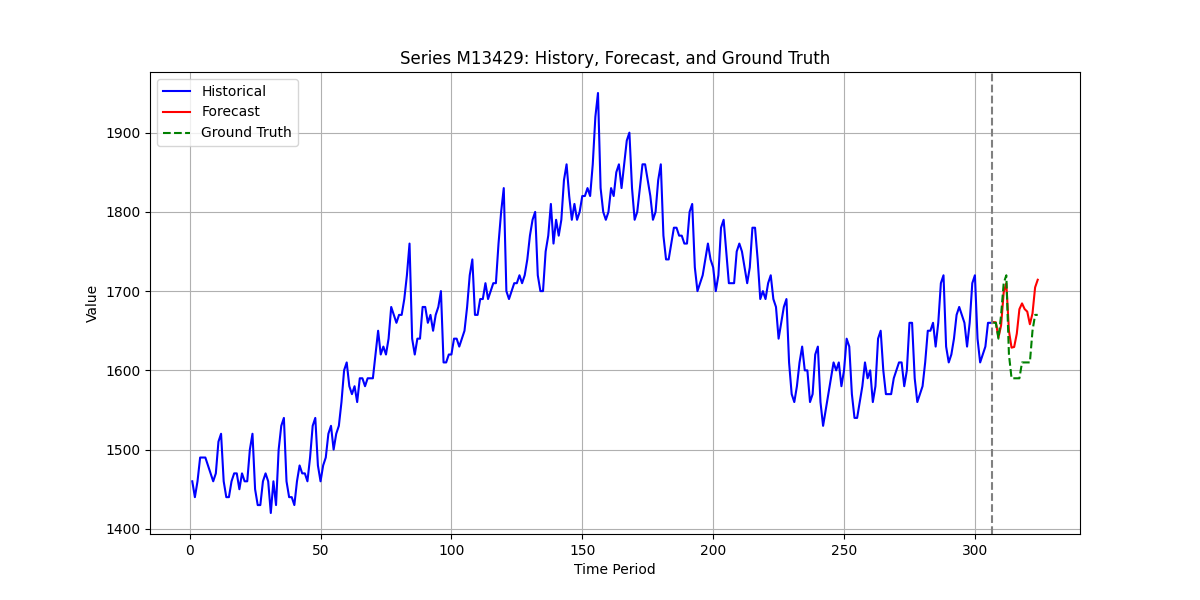 Series M13429: History, Forecast, and Ground Truth
Historical
Forecast
Ground Truth
1900
1800
1700
1600
1500
1400
Value
0 50 100 150 200 250 300
Time Period